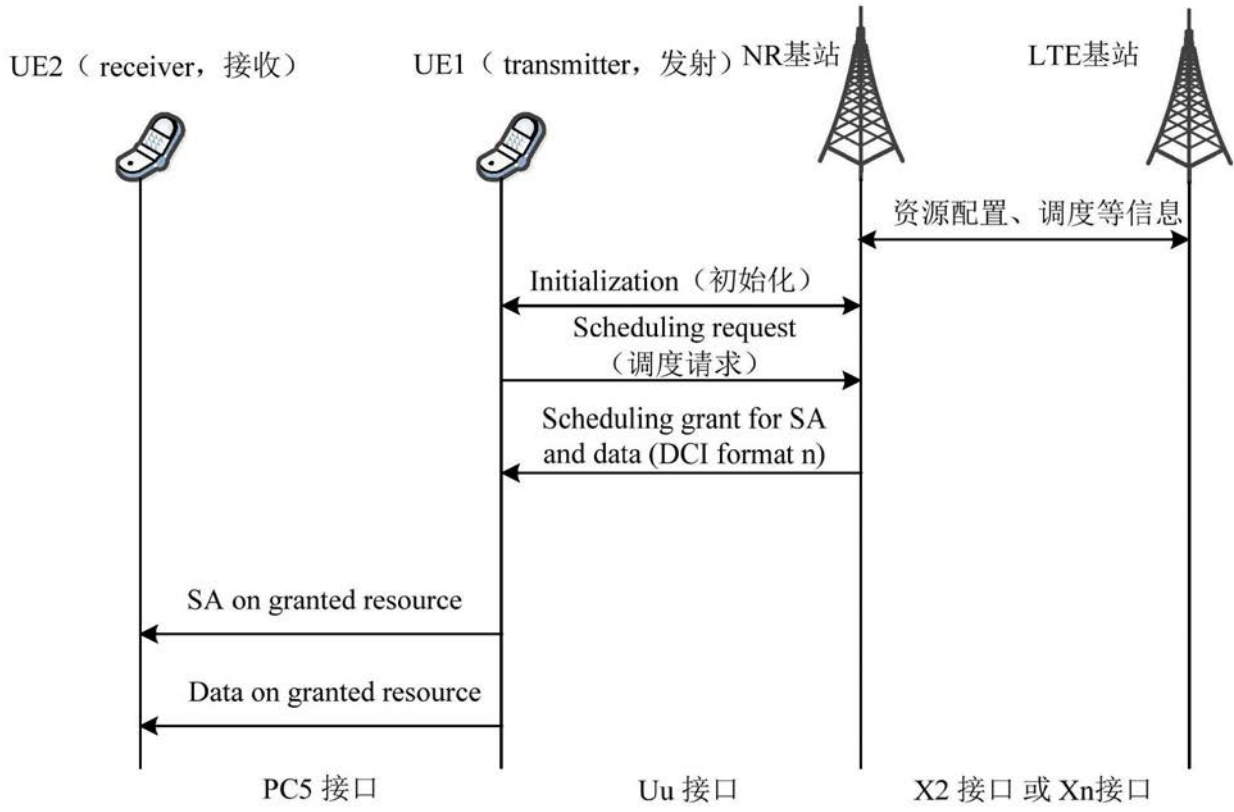 UE2（ receiver，接收）
UE1（ transmitter，发射）
NR基站
LTE基站
资源配置、调度等信息
Initialization（初始化）
Scheduling request
（调度请求）
Scheduling grant for SA
and data (DCI format n)
SA on granted resource
Data on granted resource
PC5 接口
Uu 接口
X2 接口 或 Xn接口